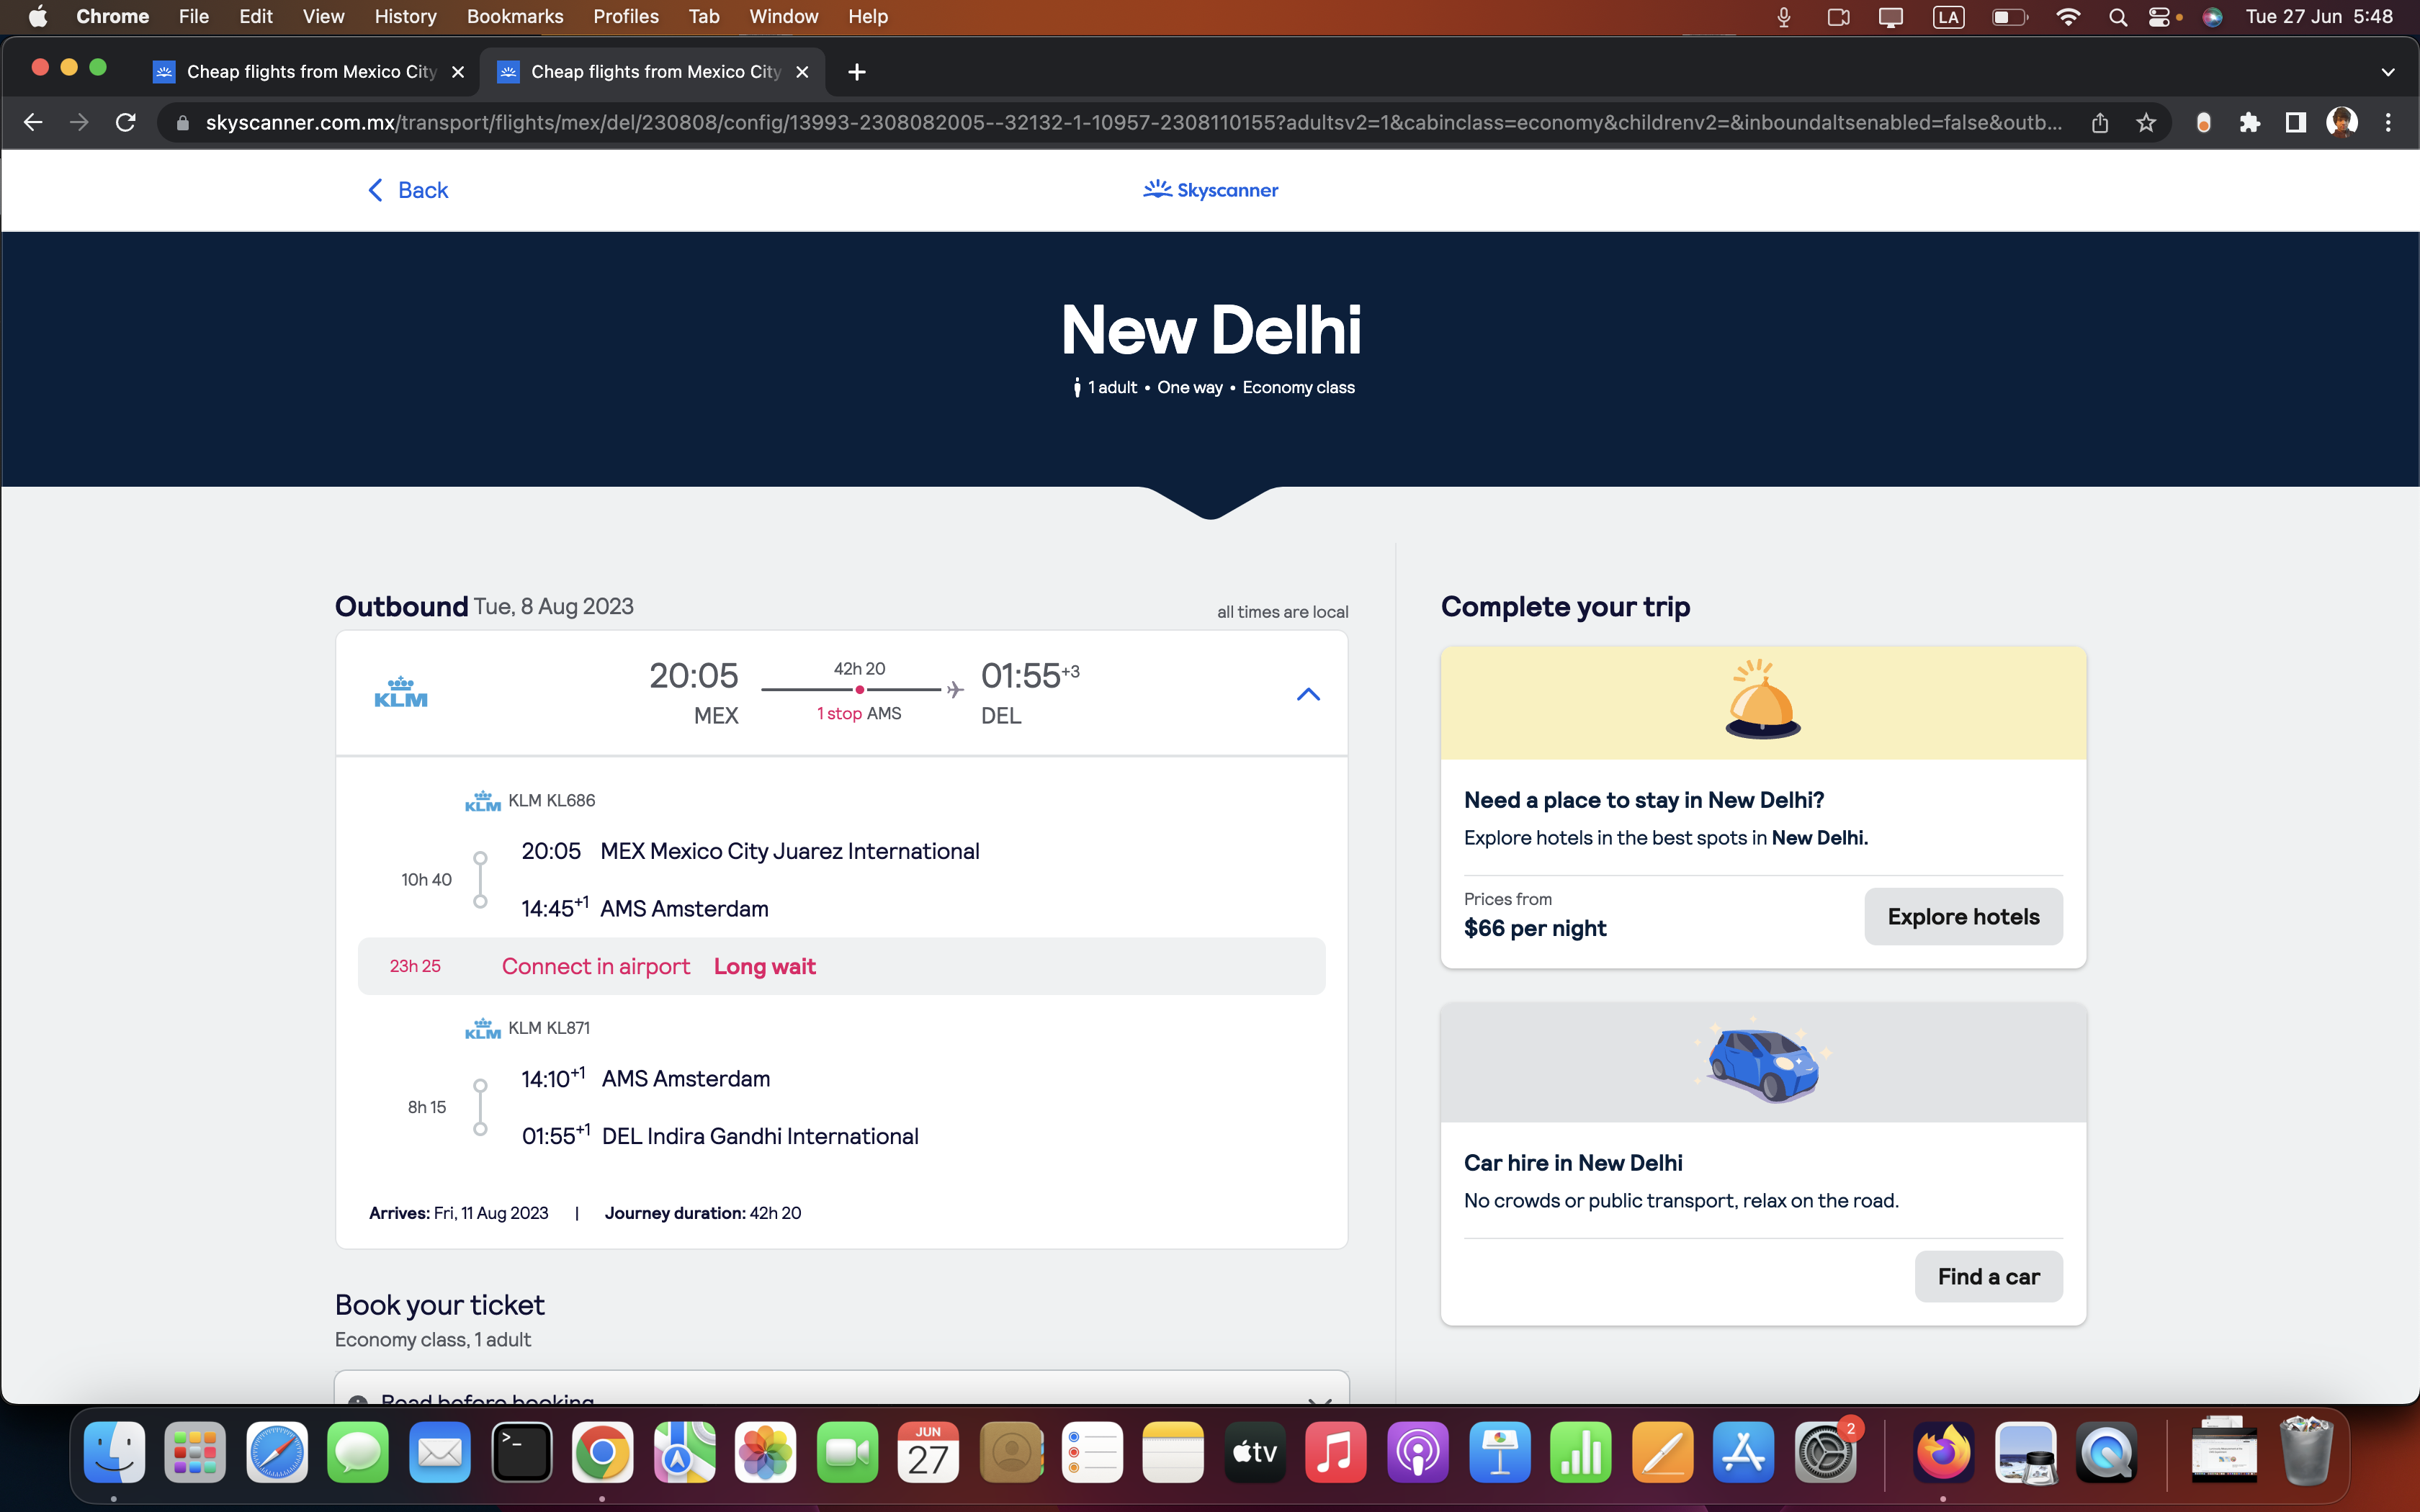 Chrome File Edit View History Bookmarks Profiles Tab Window Help LA Tue 27 Jun 5:48
Cheap flights from Mexico City
Cheap flights from Mexico City
skyscanner.com.mx/transport/flights/mex/del/230808/config/13993-2308082005--32132-1-10957-2308110155?adultsv2=1&cabinclass=economy&childrenv2=&inboundaltsenabled=false&outb...
Back
Skyscanner
New Delhi
1 adult • One way • Economy class
Outbound Tue, 8 Aug 2023
all times are local
KLM
20:05
MEX
42h 20
1 stop AMS
01:55+3
DEL
KLM KLM KL686
20:05 MEX Mexico City Juarez International
10h 40
14:45+1 AMS Amsterdam
23h 25 Connect in airport Long wait
KLM KLM KL871
14:10+1 AMS Amsterdam
8h 15
01:55+1 DEL Indira Gandhi International
Arrives: Fri, 11 Aug 2023 | Journey duration: 42h 20
Book your ticket
Economy class, 1 adult
Read before booking
Complete your trip
Need a place to stay in New Delhi?
Explore hotels in the best spots in New Delhi.
Prices from
$66 per night
Explore hotels
Car hire in New Delhi
No crowds or public transport, relax on the road.
Find a car
JUN
27
tv
2